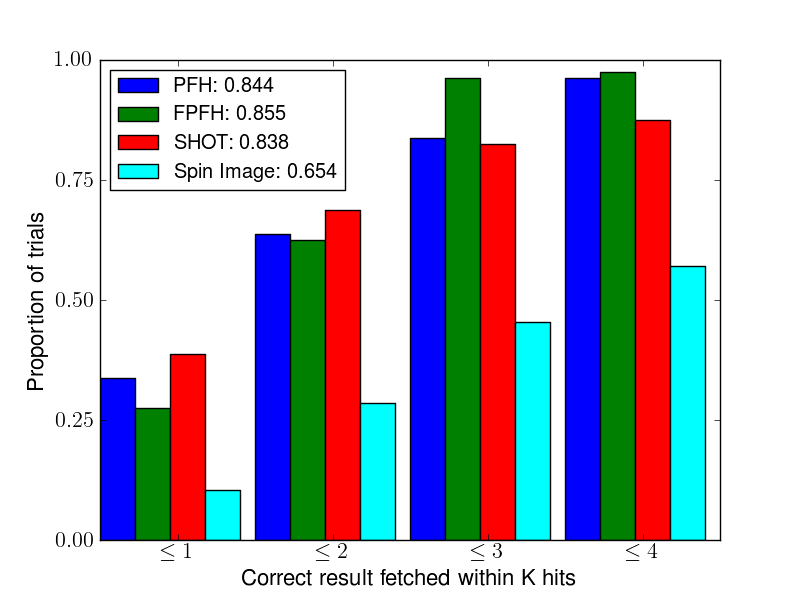 1.00
PFH: 0.844
FPFH: 0.855
SHOT: 0.838
Spin Image: 0.654
0.75
0.50
0.25
0.00
Proportion of trials
≤ 1
≤ 2
≤ 3
≤ 4
Correct result fetched within K hits